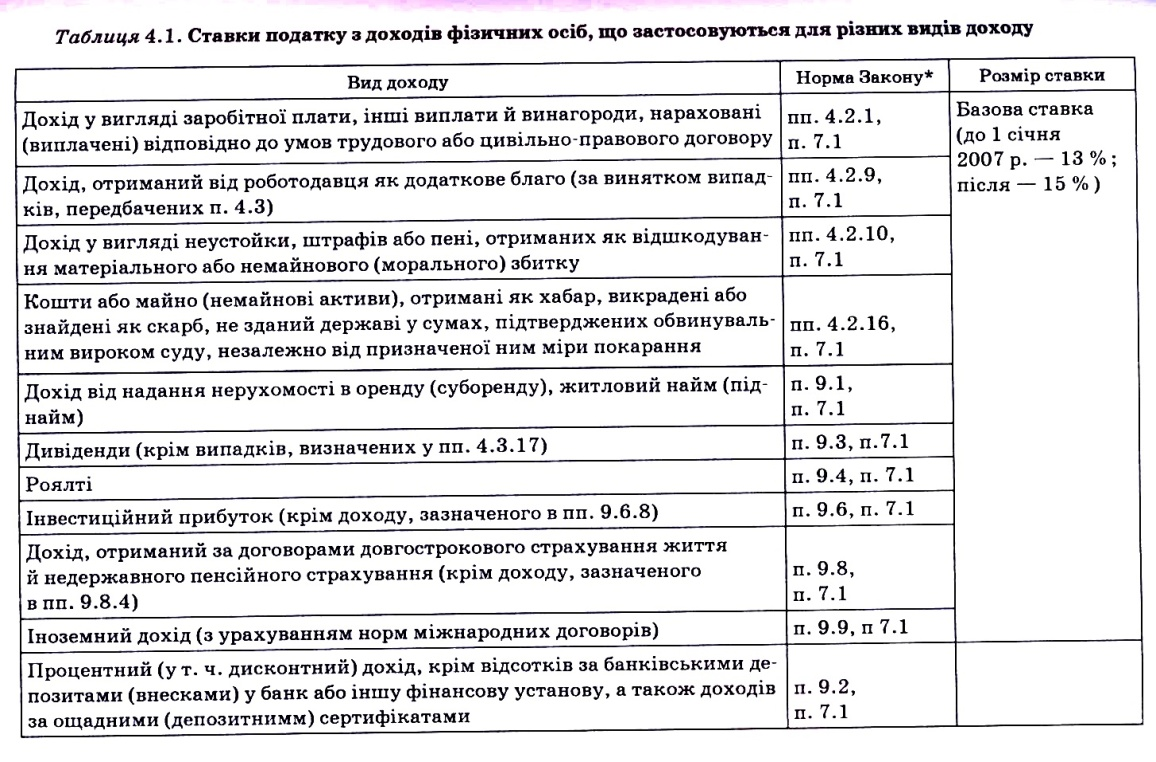 Таблиця 4.1. Ставки податку з доходів фізичних осіб, що застосовуються для різних видів доходу
Вид доходу
Норма Закону*
Розмір ставки
Дохід у вигляді заробітної плати, інші виплати й винагороди, нараховані
(виплачені) відповідно до умов трудового або цивільно-правового договору
пп. 4.2.1,
п. 7.1
Базова ставка
(до 1 січня
2007 р. — 13 % ;
після — 15 % )
Дохід, отриманий від роботодавця як додаткове благо (за винятком випад-
ків, передбачених п. 4.3)
пп. 4.2.9,
п. 7.1
Дохід у вигляді неустойки, штрафів або пені, отриманих як відшкодуван-
ня матеріального або немайнового (морального) збитку
пп. 4.2.10,
п. 7.1
Кошти або майно (немайнові активи), отримані як хабар, викрадені або
знайдені як скарб, не зданий державі у сумах, підтверджених обвинуваль-
ним вироком суду, незалежно від призначеної ним міри покарання
пп. 4.2.16,
п. 7.1
Дохід від надання нерухомості в оренду (суборенду), житловий найм (під-
найм)
п. 9.1,
п. 7.1
Дивіденди (крім випадків, визначених у пп. 4.3.17)
п. 9.3, п.7.1
Роялті
п. 9.4, п. 7.1
Інвестиційний прибуток (крім доходу, зазначеного в пп. 9.6.8)
п. 9.6, п. 7.1
Дохід, отриманий за договорами довгострокового страхування життя
й недержавного пенсійного страхування (крім доходу, зазначеного
в пп. 9.8.4)
п. 9.8,
п. 7.1
Іноземний дохід (з урахуванням норм міжнародних договорів)
п. 9.9, п 7.1
Процентний (у т. ч. дисконтний) дохід, крім відсотків за банківськими де-
позитами (внесками) у банк або іншу фінансову установу, а також доходів
за ощадними (депозитнимм) сертифікатами
п. 9.2,
п. 7.1